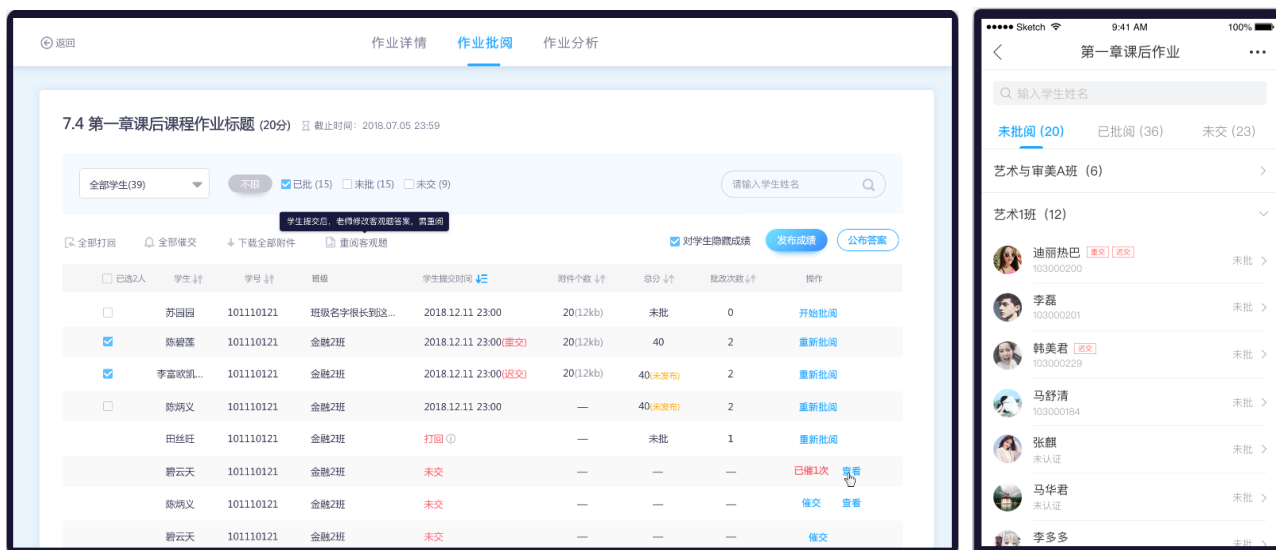 返回
作业详情 作业批阅 作业分析
7.4 第一章课后课程作业标题 (20分) 截止时间：2018.07.05 23:59
全部学生(39) 不限 已批 (15) 未批 (15) 未交 (9) 请输入学生姓名
学生提交后，老师修改客观题答案，需重阅
全部打回 全部催交 下载全部附件 重阅客观题 对学生隐藏成绩 发布成绩 公布答案
已选2人 学生 学号 班级 学生提交时间 附件个数 总分 批改次数 操作
苏园园 101110121 班级名字很长到这... 2018.12.11 23:00 20(12kb) 未批 0 开始批阅
陈碧莲 101110121 金融2班 2018.12.11 23:00(重交) 20(12kb) 40 2 重新批阅
李富欧凯... 101110121 金融2班 2018.12.11 23:00(迟交) 20(12kb) 40(未发布) 2 重新批阅
陈炳义 101110121 金融2班 2018.12.11 23:00 — 40(未发布) 2 重新批阅
田丝旺 101110121 金融2班 打回 — 未批 1 重新批阅
碧云天 101110121 金融2班 未交 — — — 已催1次 查看
陈炳义 101110121 金融2班 未交 — — — 催交 查看
碧云天 101110121 金融2班 未交 — — — 催交
Sketch 9:41 AM 100%
第一章课后作业
输入学生姓名
未批阅 (20) 已批阅 (36) 未交 (23)
艺术与审美A班 (6)
艺术1班 (12)
迪丽热巴 重交 迟交
103000200 未批
李磊
103000201 未批
韩美君 迟交
103000229 未批
马舒清
103000184 未批
张麒
未认证 未批
马华君
未认证 未批
李多多
未批